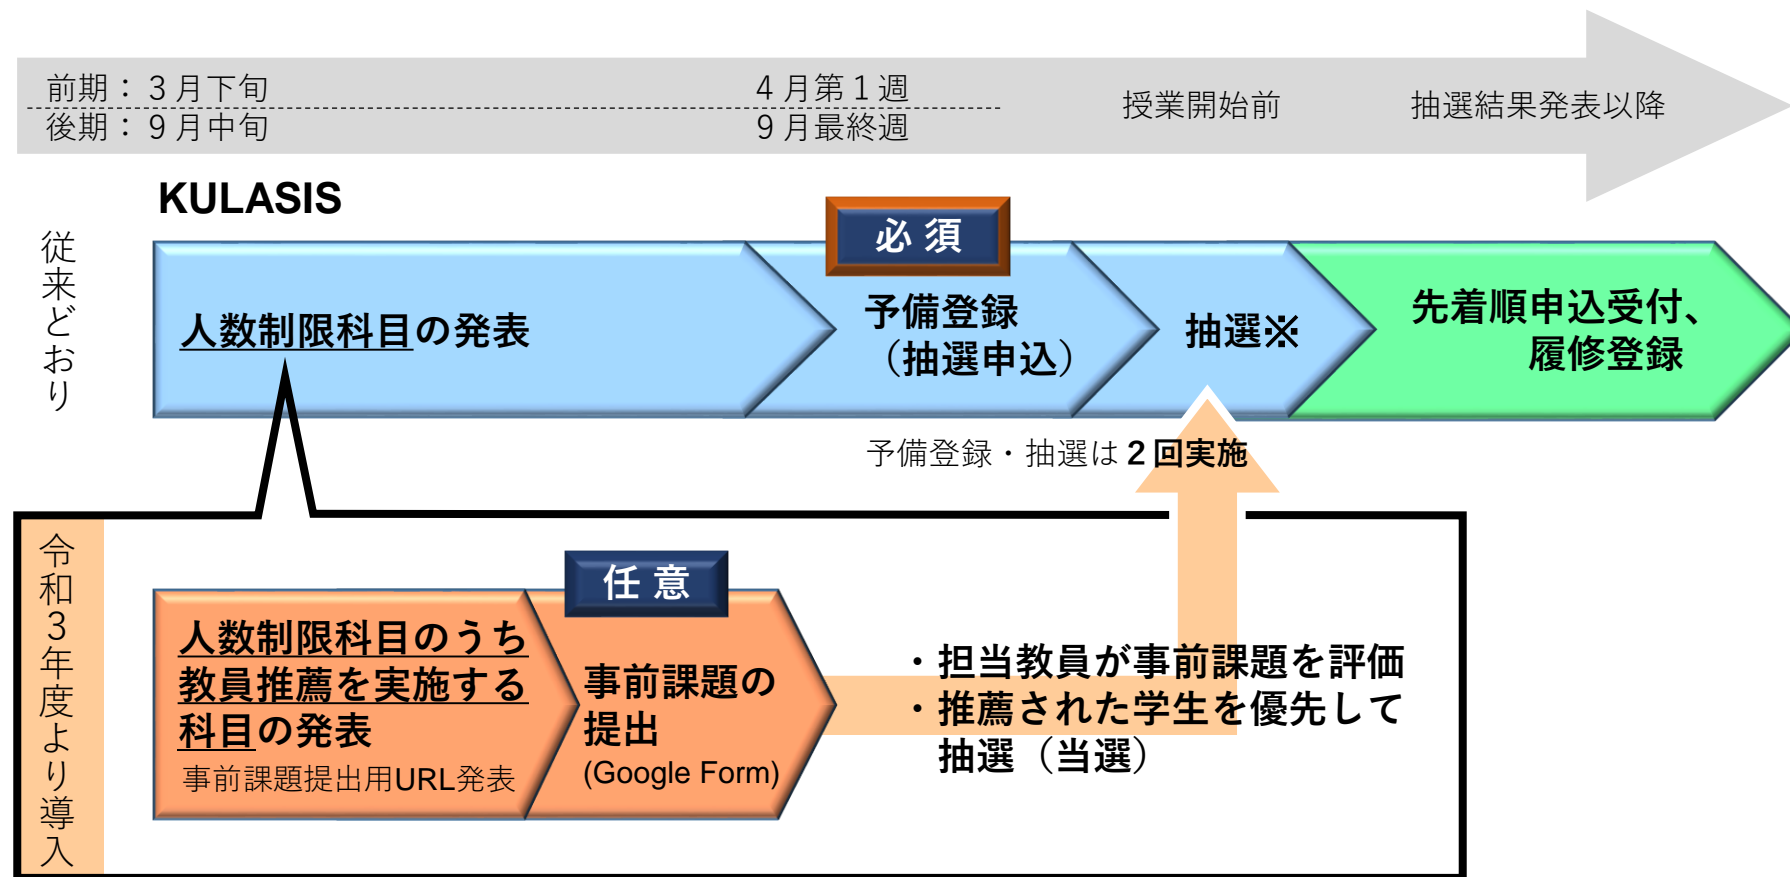 前期：３月下旬
４月第１週
後期：９月中旬
９月最終週
授業開始前
抽選結果発表以降
従来どおり
KULASIS
人数制限科目の発表
必 須
予備登録
（抽選申込）
抽選※
先着順申込受付、
履修登録
予備登録・抽選は２回実施
令和３年度より導入
人数制限科目のうち
教員推薦を実施する
科目の発表
事前課題提出用URL発表
任 意
事前課題の
提出
(Google Form)
・担当教員が事前課題を評価
・推薦された学生を優先して
抽選（当選）